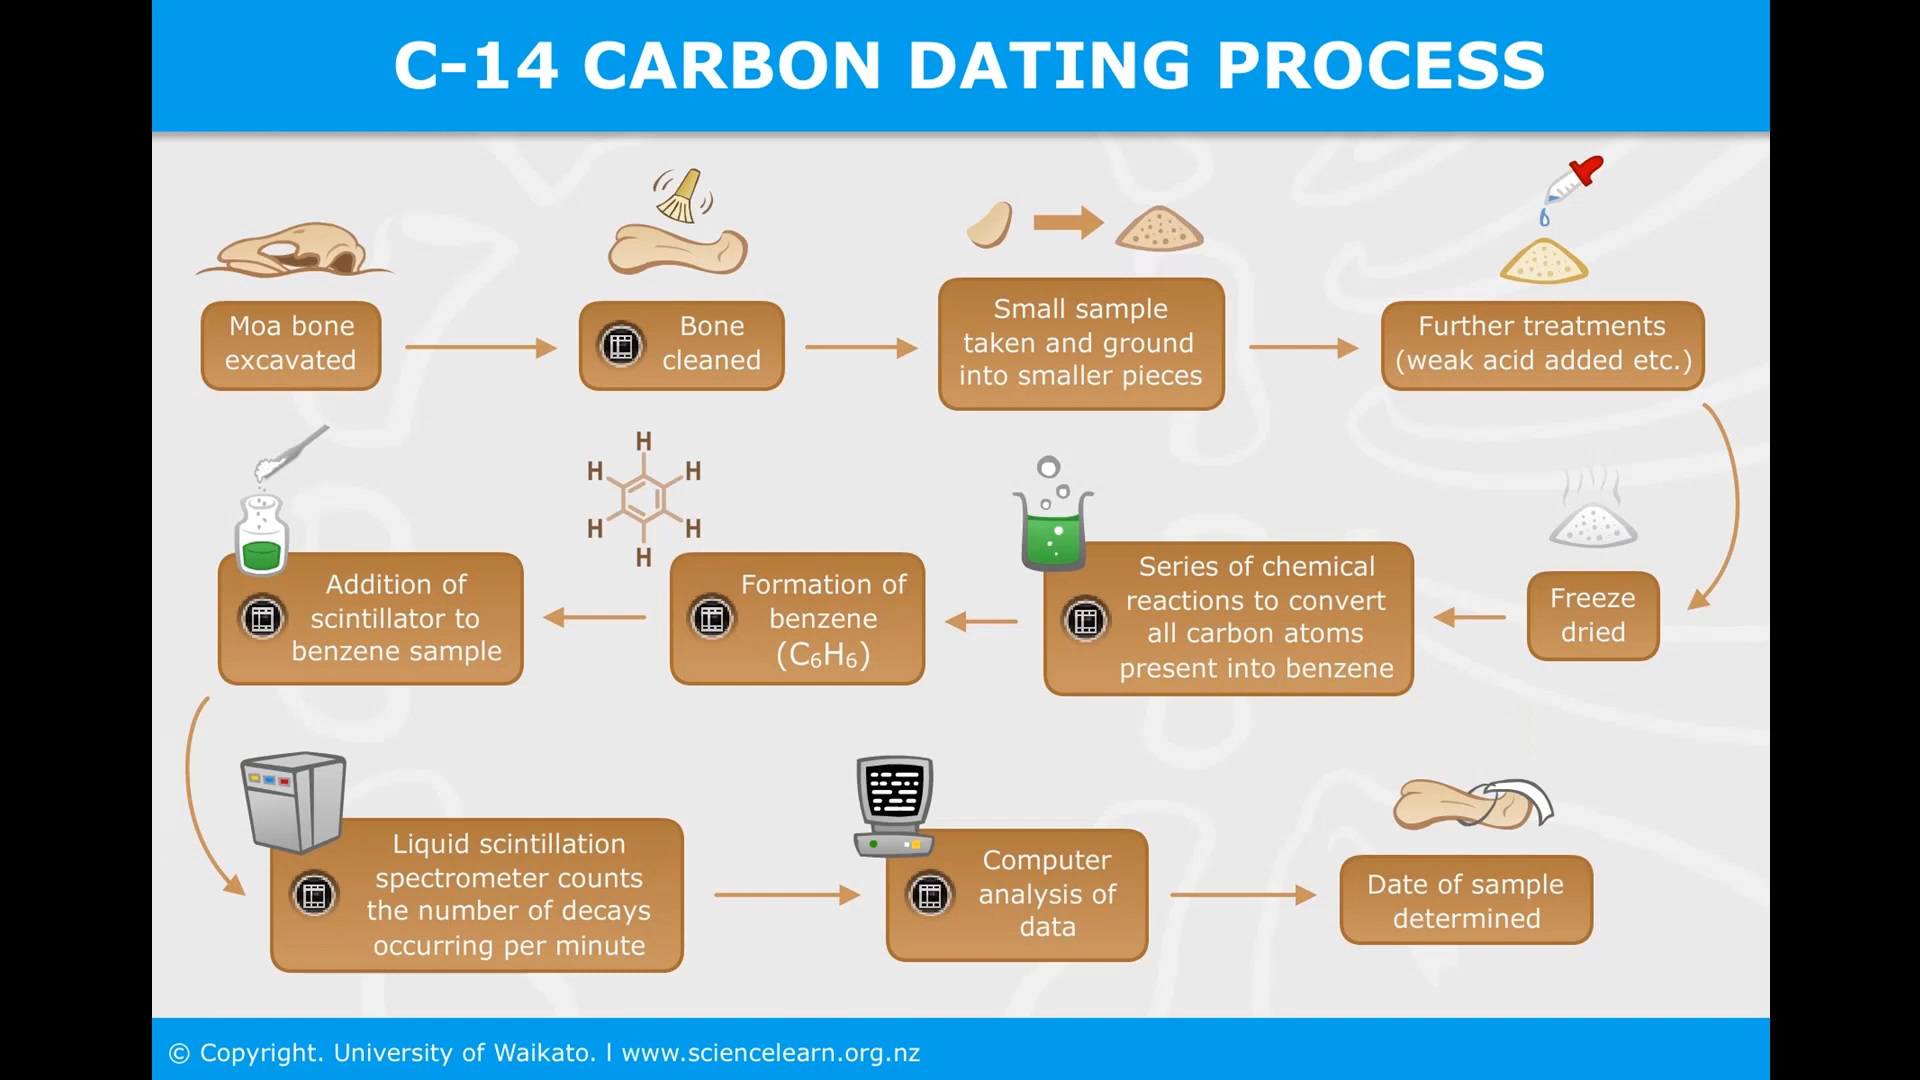 C-14 CARBON DATING PROCESS
Moa bone
excavated
Bone
cleaned
Small sample
taken and ground
into smaller pieces
Further treatments
(weak acid added etc.)
Freeze
dried
Series of chemical
reactions to convert
all carbon atoms
present into benzene
H
H
H
H
H
H
Formation of
benzene
(C₆H₆)
Addition of
scintillator to
benzene sample
Liquid scintillation
spectrometer counts
the number of decays
occurring per minute
Computer
analysis of
data
Date of sample
determined
© Copyright. University of Waikato. l www.sciencelearn.org.nz